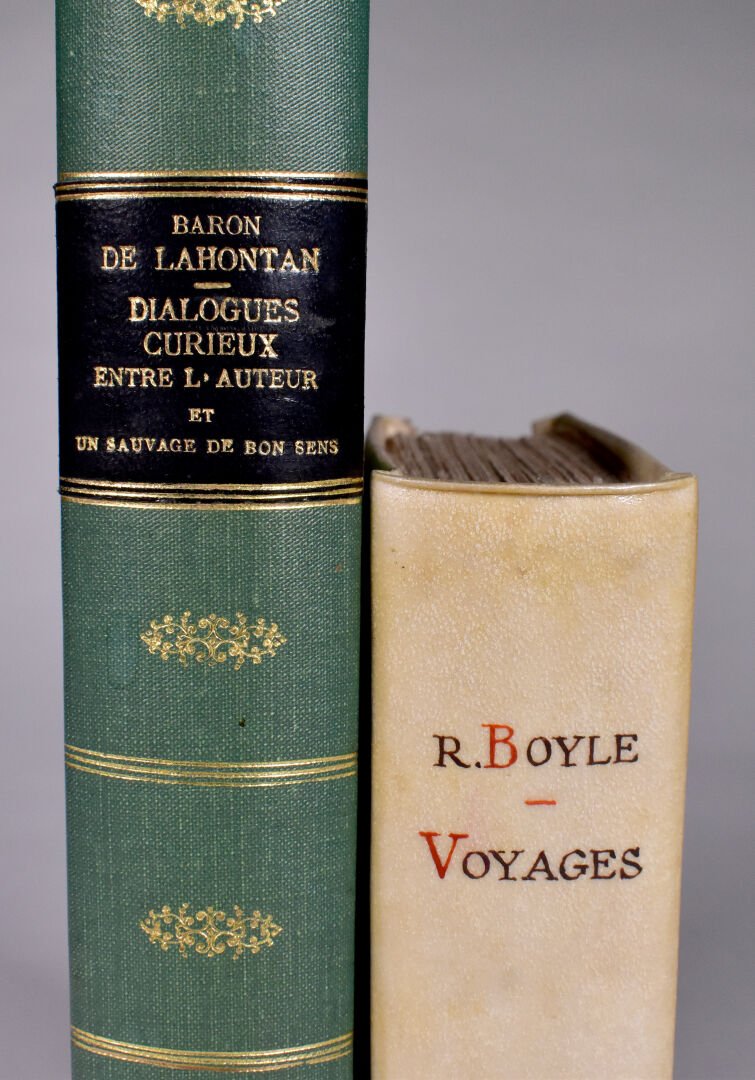 BARON
DE LAHONTAN
DIALOGUES
CURIEUX
ENTRE L' AUTEUR
ET
UN SAUVAGE DE BON SENS
R. BOYLE
VOYAGES